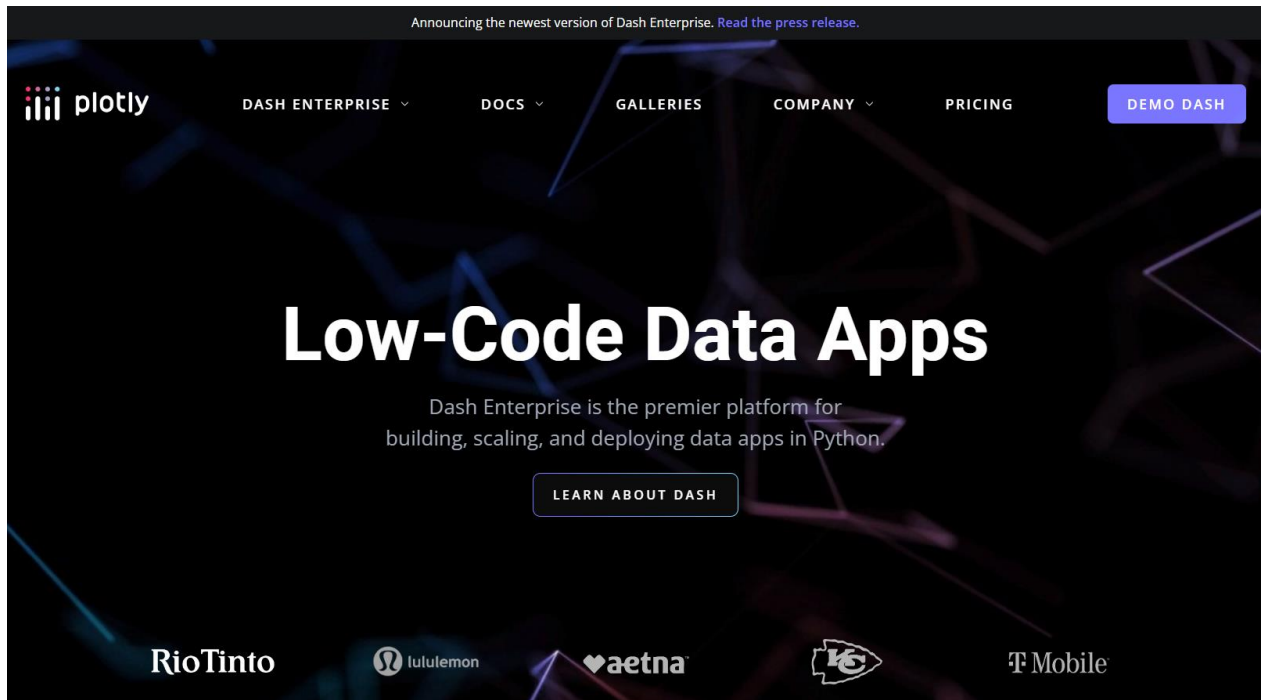 Announcing the newest version of Dash Enterprise. Read the press release.
plotly
DASH ENTERPRISE
DOCS
GALLERIES
COMPANY
PRICING
DEMO DASH
Low-Code Data Apps
Dash Enterprise is the premier platform for
building, scaling, and deploying data apps in Python.
LEARN ABOUT DASH
RioTinto
lululemon
aetna™
KC
T Mobile